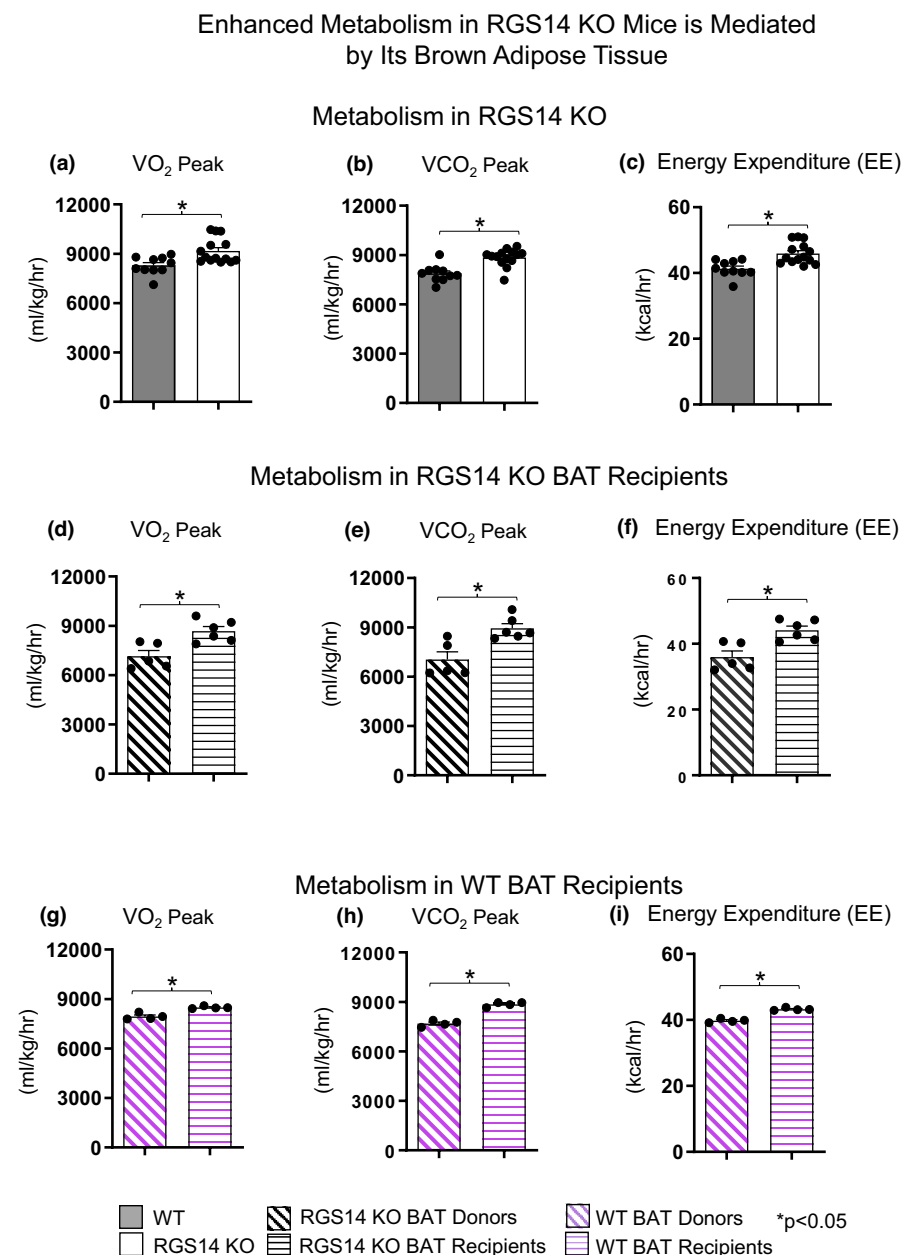 Enhanced Metabolism in RGS14 KO Mice is Mediated
by Its Brown Adipose Tissue
Metabolism in RGS14 KO
(a) VO₂ Peak
(b) VCO₂ Peak
(c) Energy Expenditure (EE)
12000
9000
6000
3000
0
(ml/kg/hr)
*
12000
9000
6000
3000
0
(ml/kg/hr)
*
60
40
20
0
(kcal/hr)
*
Metabolism in RGS14 KO BAT Recipients
(d) VO₂ Peak
(e) VCO₂ Peak
(f) Energy Expenditure (EE)
12000
9000
6000
3000
0
(ml/kg/hr)
*
12000
9000
6000
3000
0
(ml/kg/hr)
*
60
40
20
0
(kcal/hr)
*
Metabolism in WT BAT Recipients
(g) VO₂ Peak
(h) VCO₂ Peak
(i) Energy Expenditure (EE)
12000
9000
6000
3000
0
(ml/kg/hr)
*
12000
9000
6000
3000
0
(ml/kg/hr)
*
60
40
20
0
(kcal/hr)
*
WT RGS14 KO BAT Donors WT BAT Donors *p<0.05
RGS14 KO RGS14 KO BAT Recipients WT BAT Recipients